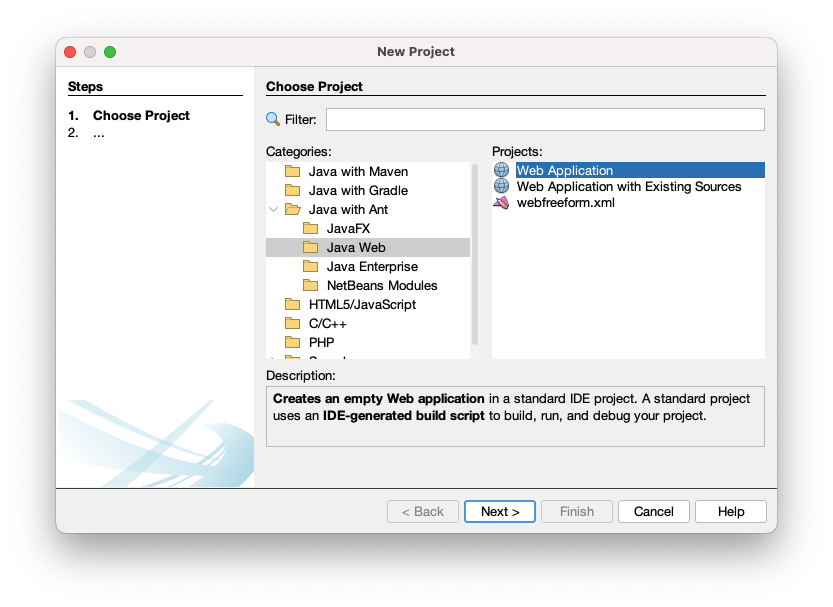 New Project
Steps
1. Choose Project
2. ...
Choose Project
Filter:
Categories:
Java with Maven
Java with Gradle
Java with Ant
JavaFX
Java Web
Java Enterprise
NetBeans Modules
HTML5/JavaScript
C/C++
PHP
Projects:
Web Application
Web Application with Existing Sources
webfreeform.xml
Description:
Creates an empty Web application in a standard IDE project. A standard project
uses an IDE-generated build script to build, run, and debug your project.
< Back
Next >
Finish
Cancel
Help